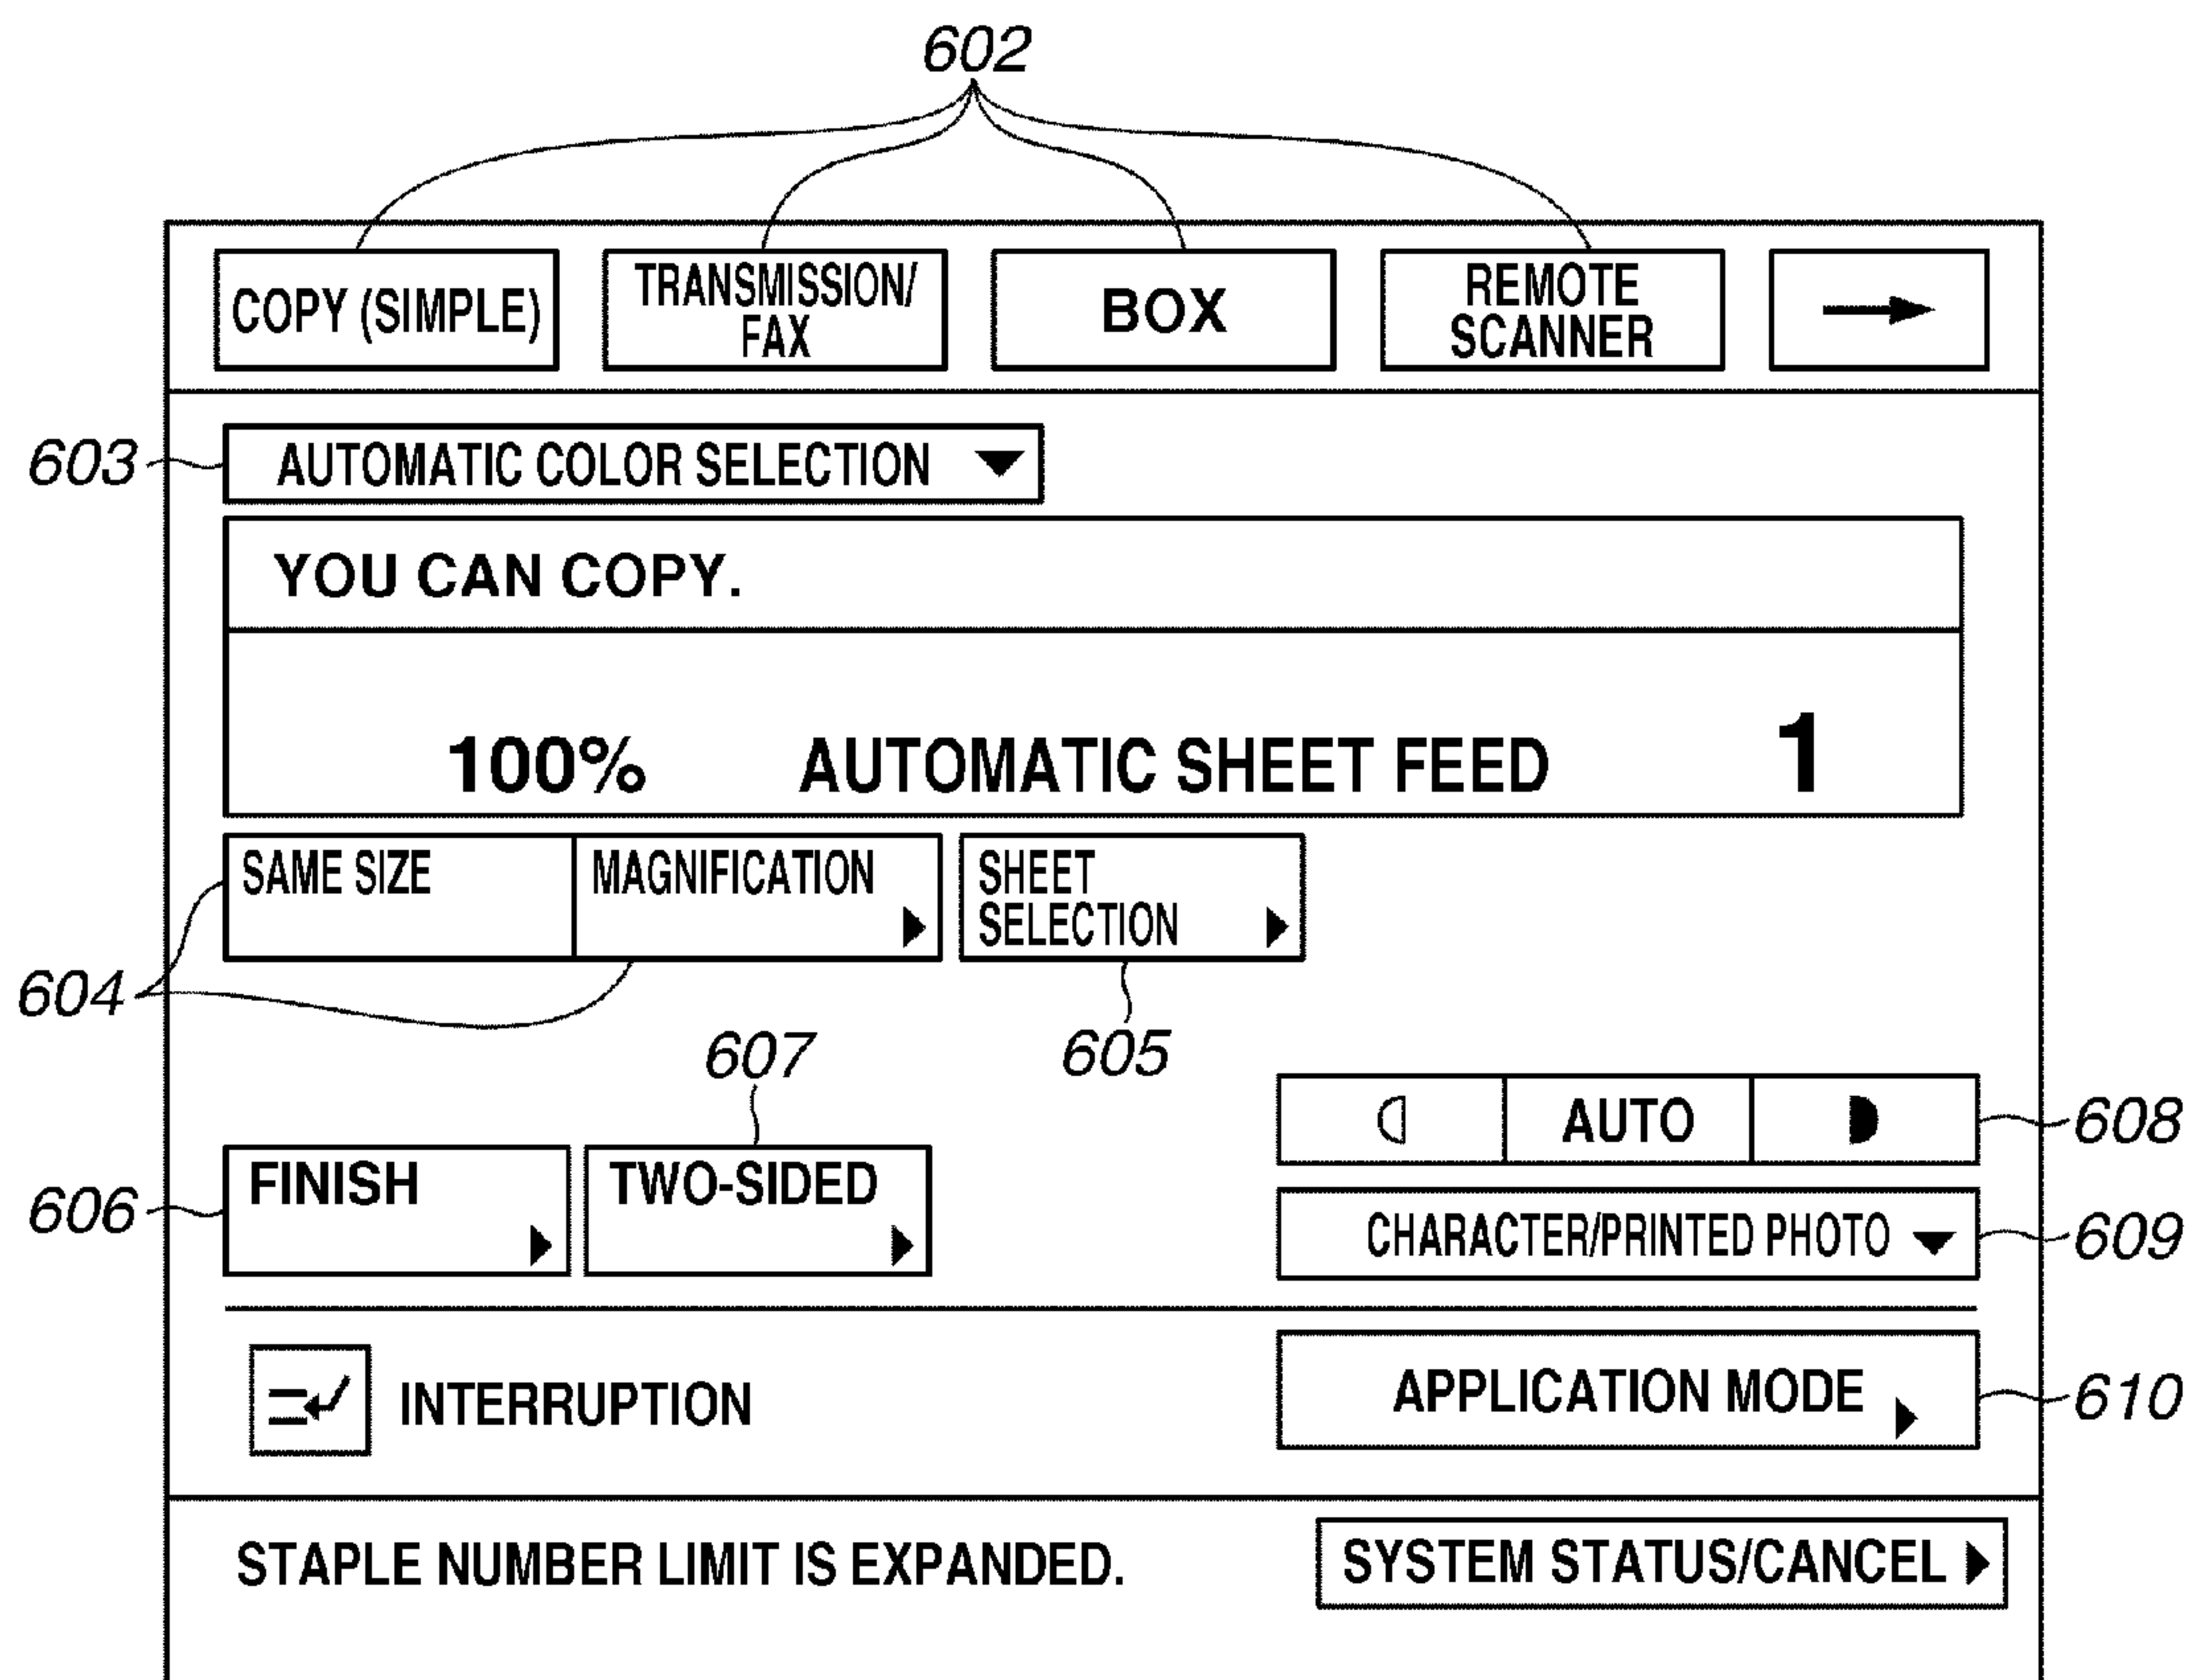 602
COPY (SIMPLE)
TRANSMISSION/
FAX
BOX
REMOTE
SCANNER
603
AUTOMATIC COLOR SELECTION
YOU CAN COPY.
100% AUTOMATIC SHEET FEED 1
SAME SIZE
MAGNIFICATION
SHEET
SELECTION
604
607
605
AUTO
608
FINISH
TWO-SIDED
606
CHARACTER/PRINTED PHOTO
609
INTERRUPTION
APPLICATION MODE
610
STAPLE NUMBER LIMIT IS EXPANDED.
SYSTEM STATUS/CANCEL